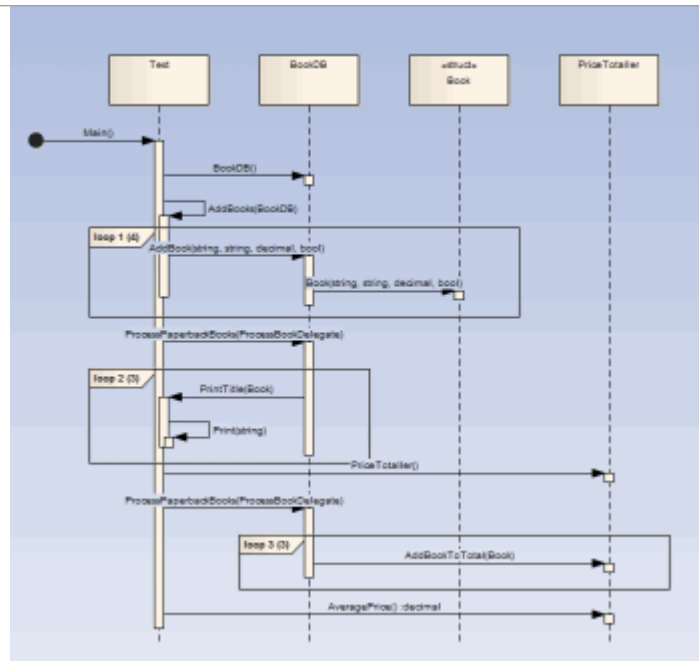 Test
BookDB
«struct»
Book
PriceTotaller
Main()
BookDB()
AddBooks(BookDB)
loop 1 (4)
AddBook(string, string, decimal, bool)
Book(string, string, decimal, bool)
ProcessPaperbackBooks(ProcessBookDelegate)
loop 2 (3)
PrintTitle(Book)
Print(string)
PriceTotaller()
ProcessPaperbackBooks(ProcessBookDelegate)
loop 3 (3)
AddBookToTotal(Book)
AveragePrice() :decimal